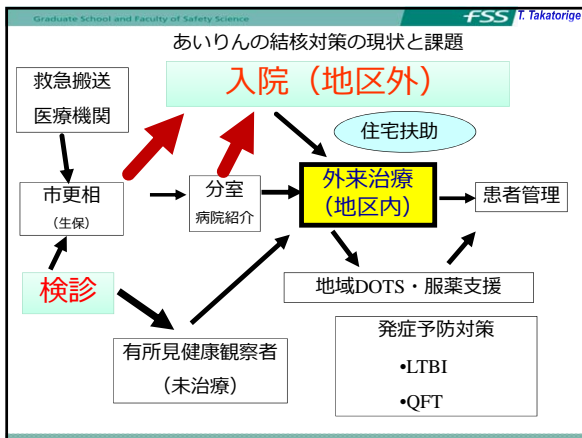 Graduate School and Faculty of Safety Science
FSS T. Takatorige
あいりんの結核対策の現状と課題
救急搬送
医療機関
入院（地区外）
住宅扶助
市更相
（生保）
分室
病院紹介
外来治療
（地区内）
患者管理
検診
地域DOTS・服薬支援
有所見健康観察者
（未治療）
発症予防対策
•LTBI
•QFT